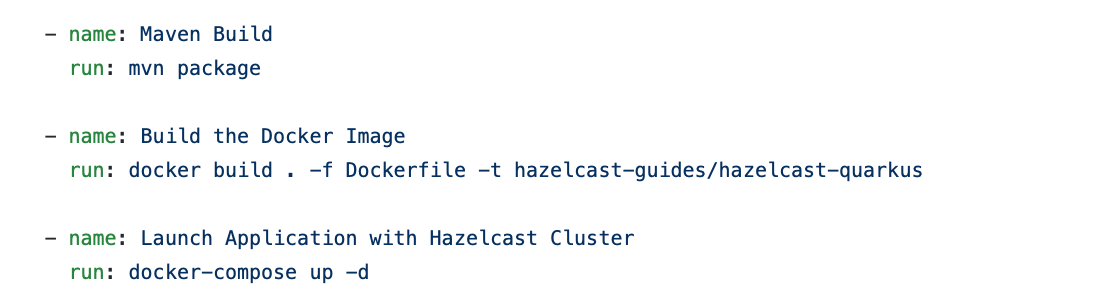 - name: Maven Build
  run: mvn package
- name: Build the Docker Image
  run: docker build . -f Dockerfile -t hazelcast-guides/hazelcast-quarkus
- name: Launch Application with Hazelcast Cluster
  run: docker-compose up -d